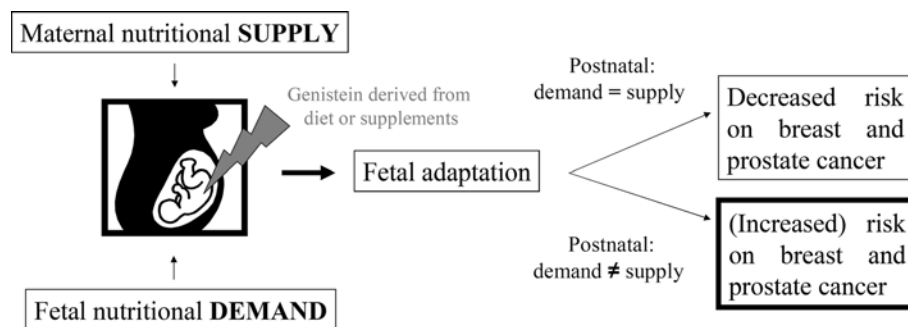 Maternal nutritional SUPPLY
Genistein derived from
diet or supplements
Fetal adaptation
Fetal nutritional DEMAND
Postnatal:
demand = supply
Decreased risk
on breast and
prostate cancer
Postnatal:
demand ≠ supply
(Increased) risk
on breast and
prostate cancer